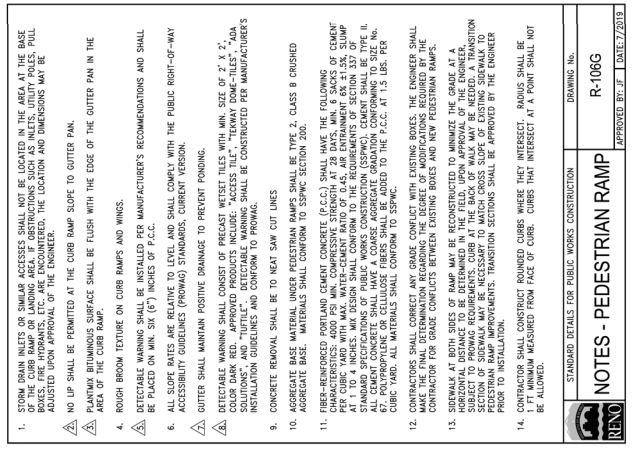 1. STORM DRAIN INLETS OR SIMILAR ACCESSES SHALL NOT BE LOCATED IN THE AREA AT THE BASE
OF THE CURB RAMP OR LANDING AREA. IF OBSTRUCTIONS SUCH AS INLETS, UTILITY POLES, PULL
BOXES, FIRE HYDRANTS, ETC. ARE ENCOUNTERED, THE LOCATION AND DIMENSIONS MAY BE
ADJUSTED UPON APPROVAL OF THE ENGINEER.
2. NO LIP SHALL BE PERMITTED AT THE CURB RAMP SLOPE TO GUTTER PAN.
3. PLANTMIX BITUMINOUS SURFACE SHALL BE FLUSH WITH THE EDGE OF THE GUTTER PAN IN THE
AREA OF THE CURB RAMP.
4. ROUGH BROOM TEXTURE ON CURB RAMPS AND WINGS.
5. DETECTABLE WARNING SHALL BE INSTALLED PER MANUFACTURER'S RECOMMENDATIONS AND SHALL
BE PLACED ON MIN. SIX (6") INCHES OF P.C.C.
6. ALL SLOPE RATES ARE RELATIVE TO LEVEL AND SHALL COMPLY WITH THE PUBLIC RIGHT-OF-WAY
ACCESSIBILITY GUIDELINES (PROWAG) STANDARDS, CURRENT VERSION.
7. GUTTER SHALL MAINTAIN POSITIVE DRAINAGE TO PREVENT PONDING.
8. DETECTABLE WARNING SHALL CONSIST OF PRECAST WETSET TILES WITH MIN. SIZE OF 2' X 2',
COLOR DARK RED. APPROVED PRODUCTS INCLUDE: "ACCESS TILE", "TEKWAY DOME-TILES", "ADA
SOLUTIONS", AND "TUFTILE". DETECTABLE WARNING SHALL BE CONSTRUCTED PER MANUFACTURER'S
INSTALLATION GUIDELINES AND CONFORM TO PROWAG.
9. CONCRETE REMOVAL SHALL BE TO NEAT SAW CUT LINES
10. AGGREGATE BASE MATERIAL UNDER PEDESTRIAN RAMPS SHALL BE TYPE 2, CLASS B CRUSHED
AGGREGATE BASE. MATERIALS SHALL CONFORM TO SSPWC SECTION 200.
11. FIBER-REINFORCED PORTLAND CEMENT CONCRETE (P.C.C.) SHALL HAVE THE FOLLOWING
CHARACTERISTICS: 4000 PSI MIN. COMPRESSIVE STRENGTH AT 28 DAYS, MIN. 6 SACKS OF CEMENT
PER CUBIC YARD WITH MAX. WATER-CEMENT RATIO OF 0.45, AIR ENTRAINMENT 6% ±1.5%, SLUMP
AT 1 TO 4 INCHES. MIX DESIGN SHALL CONFORM TO THE REQUIREMENTS OF SECTION 337 OF
STANDARD SPECIFICATIONS OF PUBLIC WORKS CONSTRUCTION (SSPWC). CEMENT SHALL BE TYPE II.
ALL CEMENT CONCRETE SHALL HAVE A COARSE AGGREGATE GRADATION CONFORMING TO SIZE No.
67. POLYPROPYLENE OR CELLULOSE FIBERS SHALL BE ADDED TO THE P.C.C. AT 1.5 LBS. PER
CUBIC YARD. ALL MATERIALS SHALL CONFORM TO SSPWC.
12. CONTRACTORS SHALL CORRECT ANY GRADE CONFLICT WITH EXISTING BOXES. THE ENGINEER SHALL
MAKE THE FINAL DETERMINATION REGARDING THE DEGREE OF MODIFICATIONS REQUIRED BY THE
CONTRACTOR FOR GRADE CONFLICTS BETWEEN EXISTING BOXES AND NEW PEDESTRIAN RAMPS.
13. SIDEWALK AT BOTH SIDES OF RAMP MAY BE RECONSTRUCTED TO MINIMIZE THE GRADE AT A
HORIZONTAL DISTANCE TO BE DETERMINED IN THE FIELD, UPON APPROVAL OF THE ENGINEER,
SUBJECT TO PROWAG REQUIREMENTS. CURB AT THE BACK OF WALK MAY BE NEEDED. A TRANSITION
SECTION OF SIDEWALK MAY BE NECESSARY TO MATCH CROSS SLOPE OF EXISTING SIDEWALK TO
PEDESTRIAN RAMP IMPROVEMENTS. TRANSITION SECTIONS SHALL BE APPROVED BY THE ENGINEER
PRIOR TO INSTALLATION.
14. CONTRACTOR SHALL CONSTRUCT ROUNDED CURBS WHERE THEY INTERSECT. RADIUS SHALL BE
1 FT MINIMUM MEASURED FROM FACE OF CURB. CURBS THAT INTERSECT AT A POINT SHALL NOT
BE ALLOWED.
RENO
STANDARD DETAILS FOR PUBLIC WORKS CONSTRUCTION
NOTES - PEDESTRIAN RAMP
DRAWING No.
R-106G
APPROVED BY: JF DATE: 7/2019